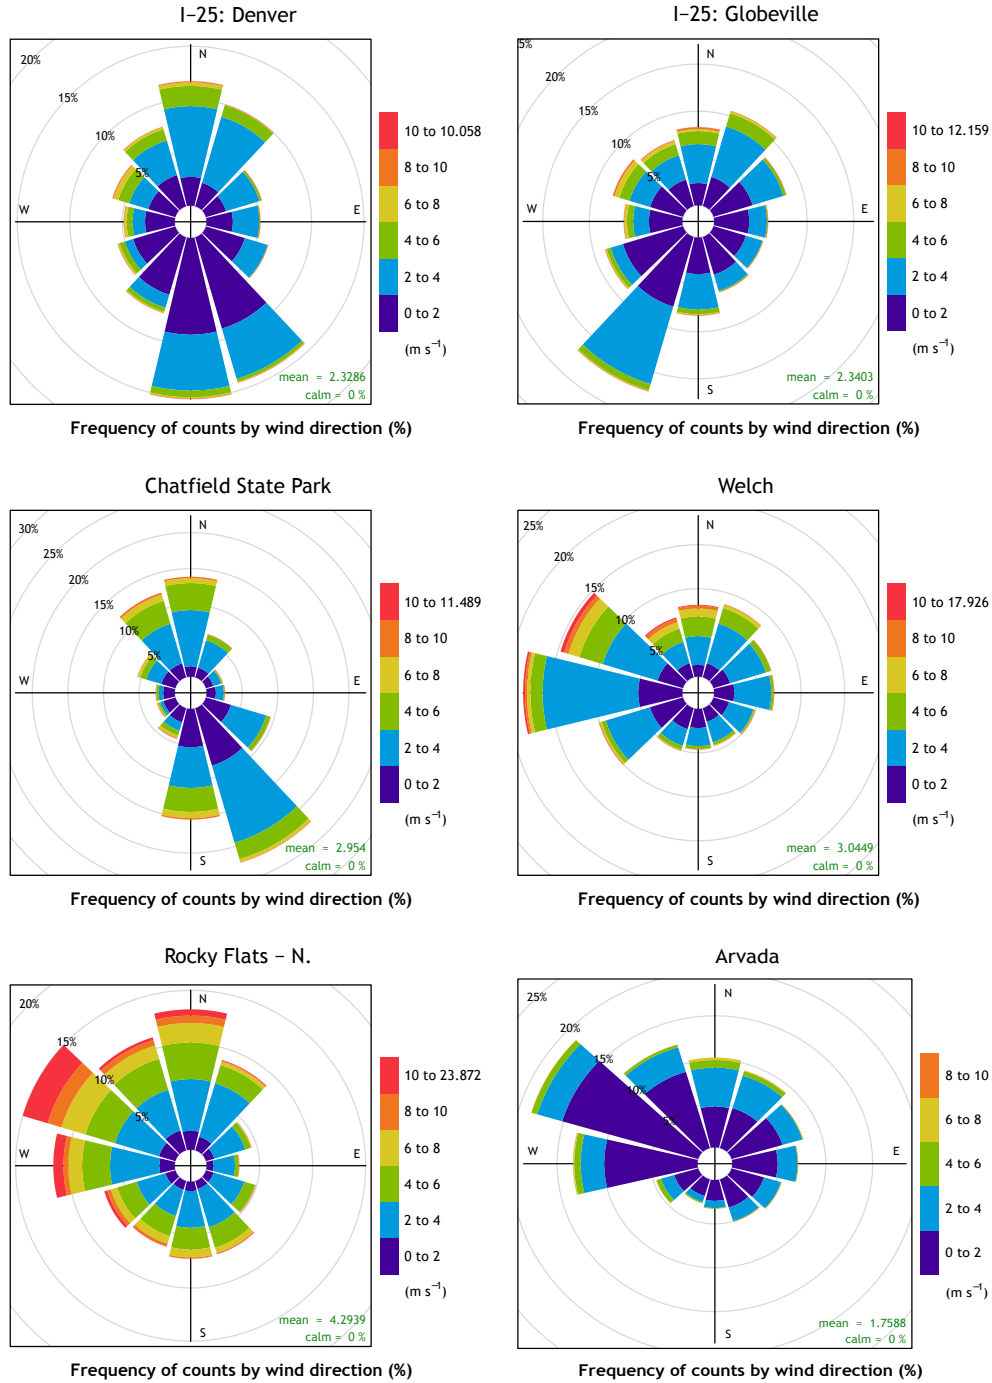 I−25: Denver
20%
15%
10%
5%
N
W
E
10 to 10.058
8 to 10
6 to 8
4 to 6
2 to 4
0 to 2
(m s−1)
mean = 2.3286
calm = 0 %
Frequency of counts by wind direction (%)
I−25: Globeville
5%
20%
15%
10%
5%
N
W
E
S
10 to 12.159
8 to 10
6 to 8
4 to 6
2 to 4
0 to 2
(m s−1)
mean = 2.3403
calm = 0 %
Frequency of counts by wind direction (%)
Chatfield State Park
30%
25%
20%
15%
10%
5%
N
W
E
S
10 to 11.489
8 to 10
6 to 8
4 to 6
2 to 4
0 to 2
(m s−1)
mean = 2.954
calm = 0 %
Frequency of counts by wind direction (%)
Welch
25%
20%
15%
10%
5%
N
W
E
S
10 to 17.926
8 to 10
6 to 8
4 to 6
2 to 4
0 to 2
(m s−1)
mean = 3.0449
calm = 0 %
Frequency of counts by wind direction (%)
Rocky Flats − N.
20%
15%
10%
5%
N
W
E
S
10 to 23.872
8 to 10
6 to 8
4 to 6
2 to 4
0 to 2
(m s−1)
mean = 4.2939
calm = 0 %
Frequency of counts by wind direction (%)
Arvada
25%
20%
15%
10%
5%
N
W
E
S
8 to 10
6 to 8
4 to 6
2 to 4
0 to 2
(m s−1)
mean = 1.7588
calm = 0 %
Frequency of counts by wind direction (%)